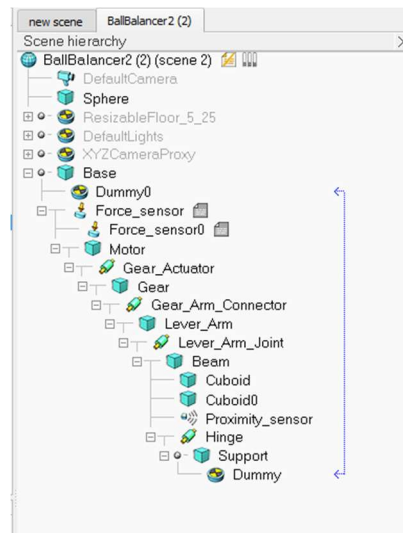 new scene BallBalancer2 (2)
Scene hierarchy
BallBalancer2 (2) (scene 2)
DefaultCamera
Sphere
ResizableFloor_5_25
DefaultLights
XYZCameraProxy
Base
Dummy0
Force_sensor
Force_sensor0
Motor
Gear_Actuator
Gear
Gear_Arm_Connector
Lever_Arm
Lever_Arm_Joint
Beam
Cuboid
Cuboid0
Proximity_sensor
Hinge
Support
Dummy